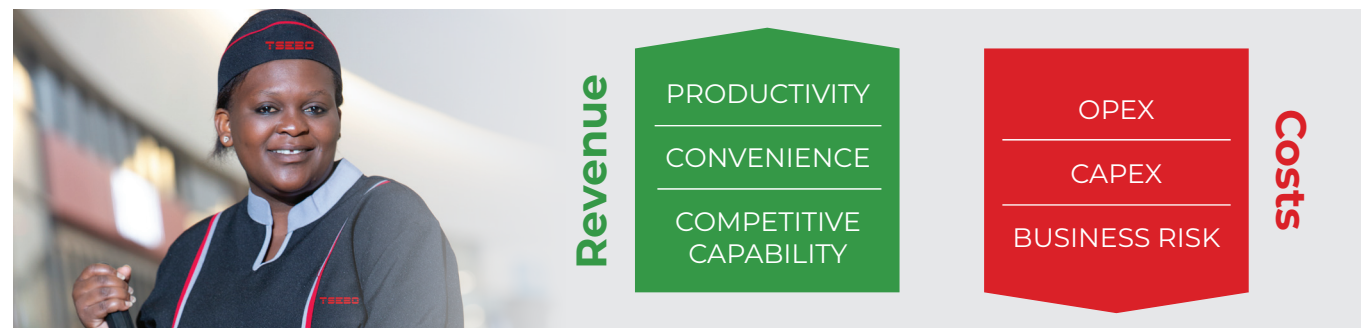 TSEBO
TSEBO
Revenue
PRODUCTIVITY
CONVENIENCE
COMPETITIVE
CAPABILITY
OPEX
CAPEX
BUSINESS RISK
Costs